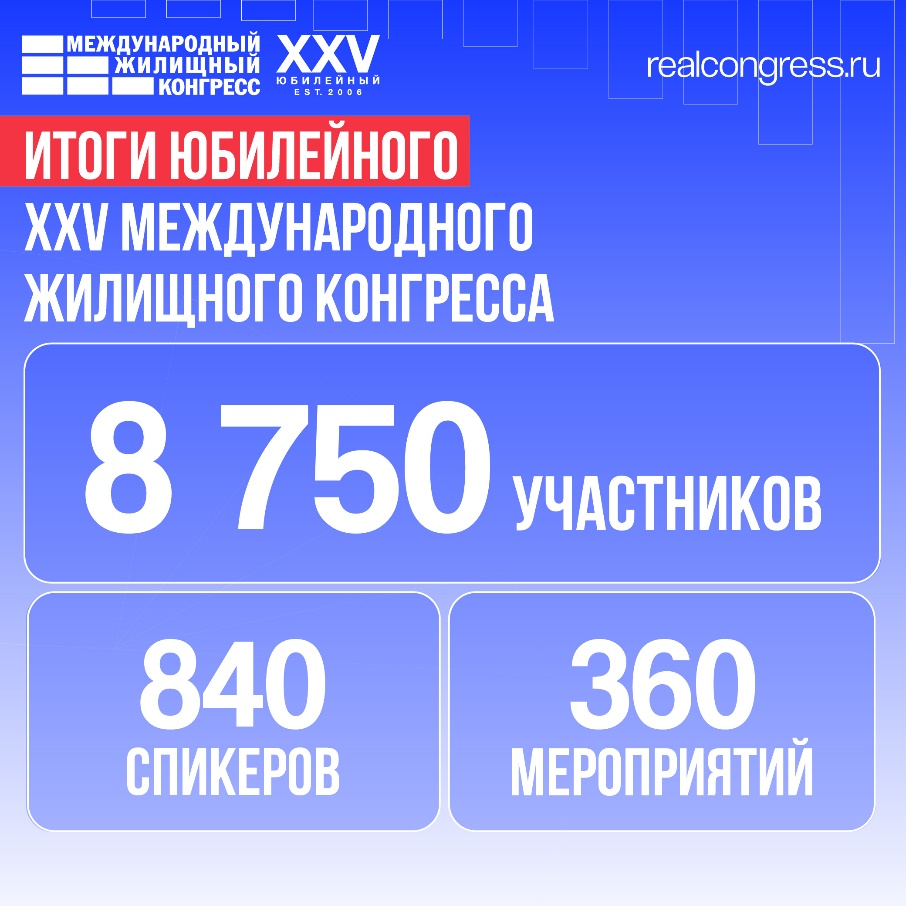 МЕЖДУНАРОДНЫЙ
ЖИЛИЩНЫЙ
КОНГРЕСС
XXV
ЮБИЛЕЙНЫЙ
EST. 2006
realcongress.ru
ИТОГИ ЮБИЛЕЙНОГО
XXV МЕЖДУНАРОДНОГО
ЖИЛИЩНОГО КОНГРЕССА
8 750 УЧАСТНИКОВ
840
СПИКЕРОВ
360
МЕРОПРИЯТИЙ